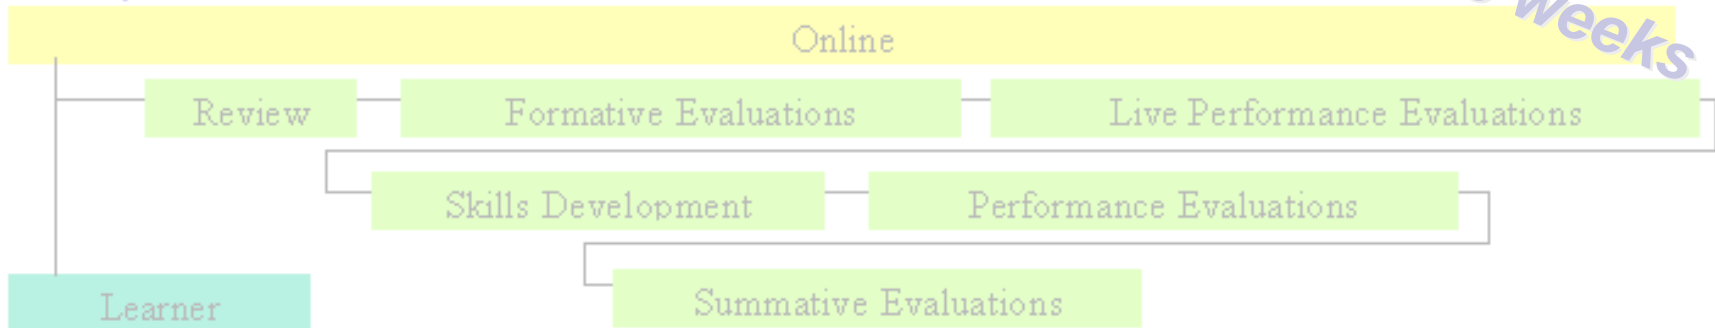 Online
weeks
Review
Formative Evaluations
Live Performance Evaluations
Skills Development
Performance Evaluations
Summative Evaluations
Learner